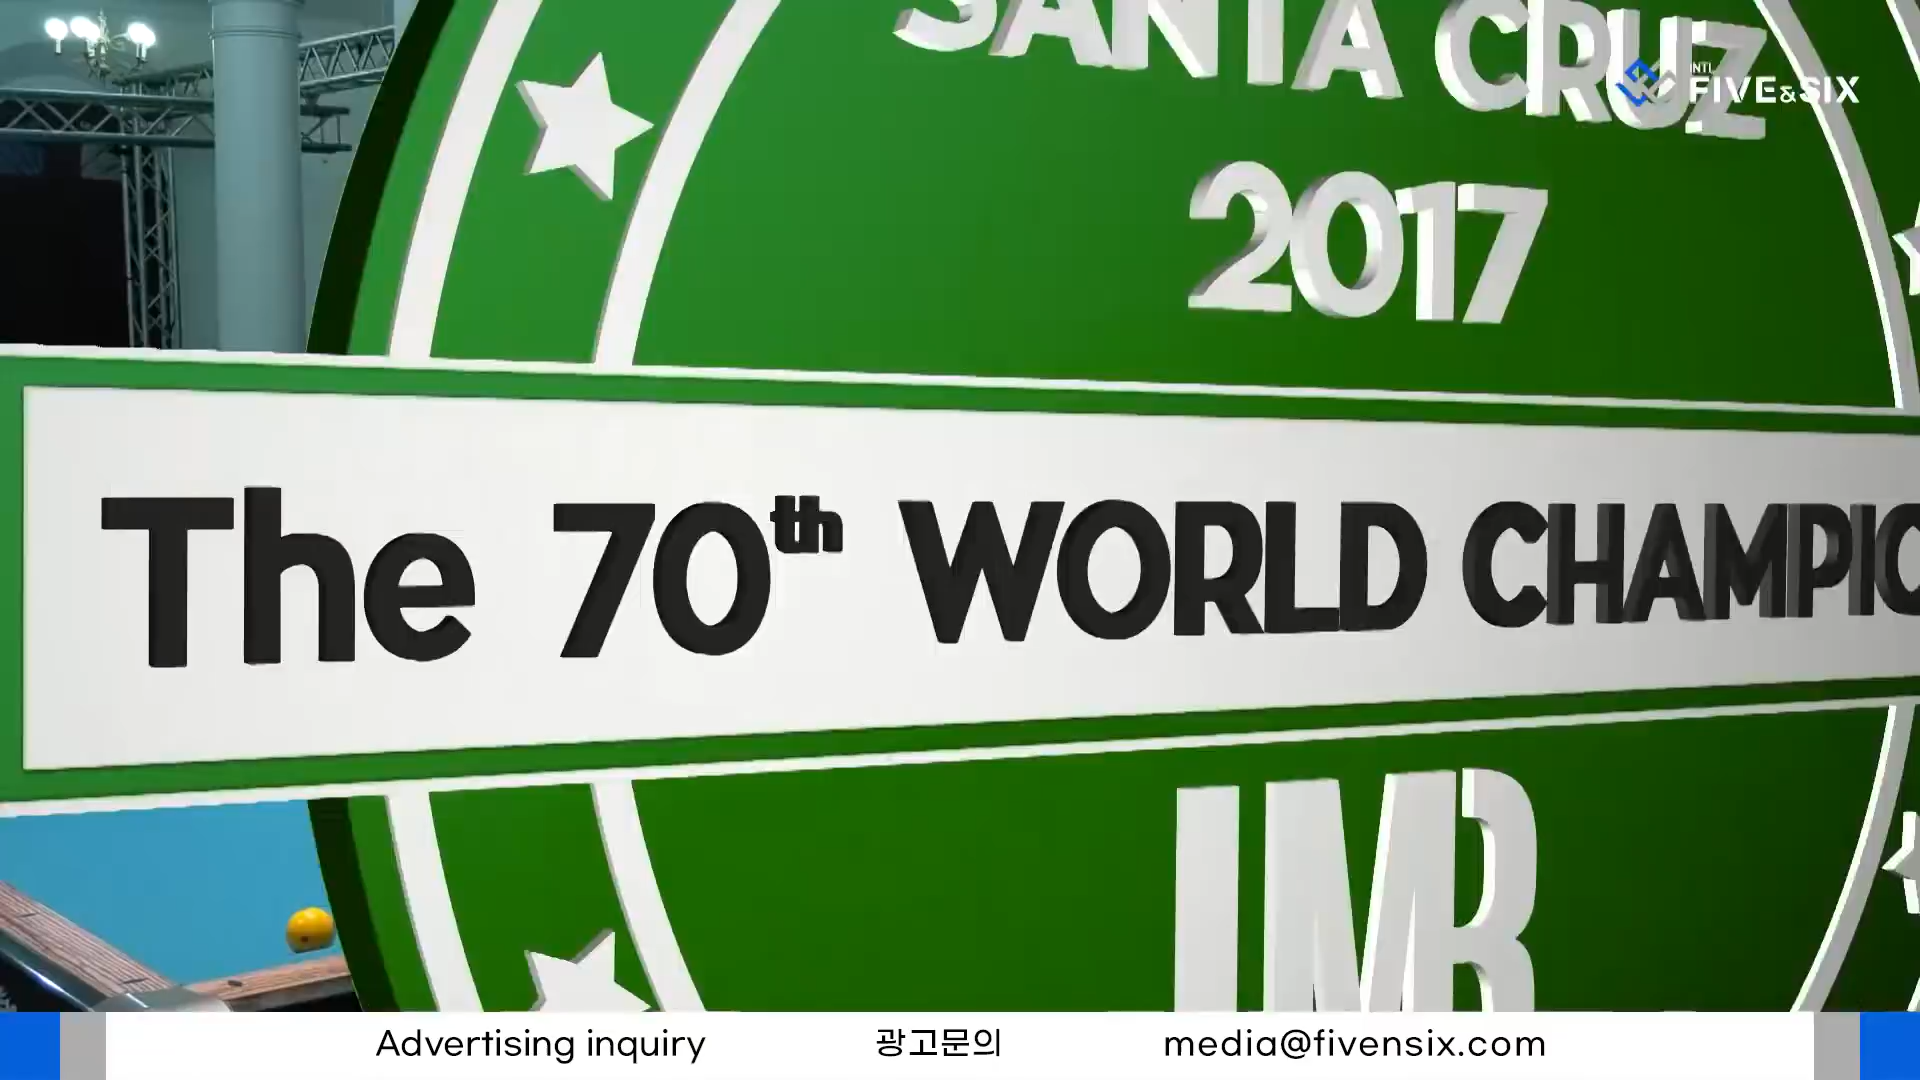 SANTA CRUZ
INTL
FIVE&SIX
2017
The 70th WORLD CHAMPIO
UMB
Advertising inquiry 광고문의 media@fivensix.com